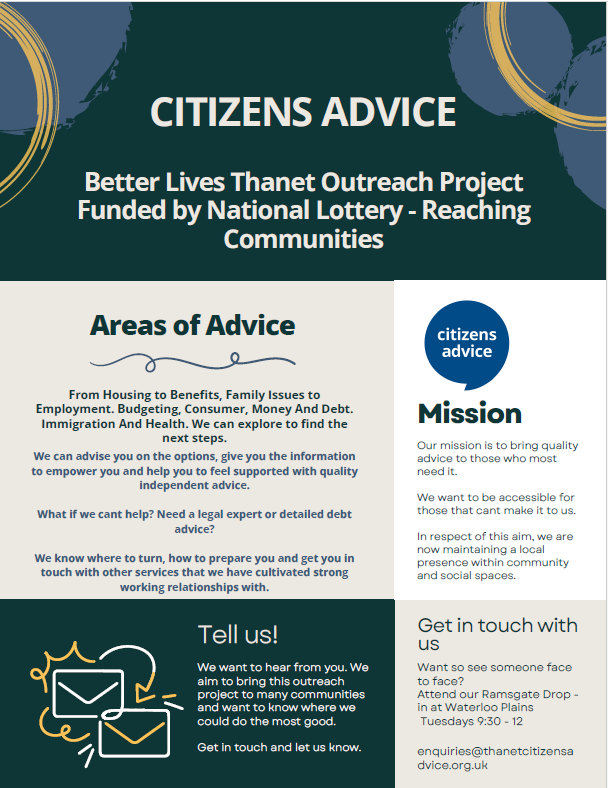 CITIZENS ADVICE
Better Lives Thanet Outreach Project
Funded by National Lottery - Reaching
Communities
Areas of Advice
From Housing to Benefits, Family Issues to
Employment. Budgeting, Consumer, Money And Debt.
Immigration And Health. We can explore to find the
next steps.
We can advise you on the options, give you the information
to empower you and help you to feel supported with quality
independent advice.
What if we cant help? Need a legal expert or detailed debt
advice?
We know where to turn, how to prepare you and get you in
touch with other services that we have cultivated strong
working relationships with.
citizens
advice
Mission
Our mission is to bring quality
advice to those who most
need it.
We want to be accessible for
those that cant make it to us.
In respect of this aim, we are
now maintaining a local
presence within community
and social spaces.
Tell us!
We want to hear from you. We
aim to bring this outreach
project to many communities
and want to know where we
could do the most good.
Get in touch and let us know.
Get in touch with
us
Want so see someone face
to face?
Attend our Ramsgate Drop -
in at Waterloo Plains
Tuesdays 9:30 - 12
enquiries@thanetcitizensa
dvice.org.uk